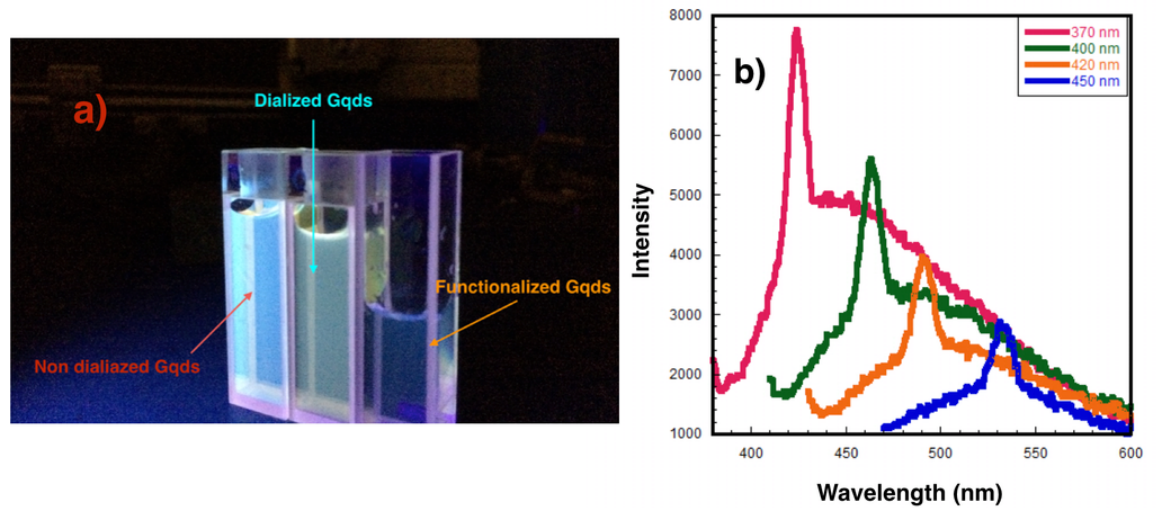 a)
Dialized Gqds
Functionalized Gqds
Non dialiazed Gqds
b)
370 nm
400 nm
420 nm
450 nm
8000
7000
6000
5000
4000
3000
2000
1000
Intensity
400 450 500 550 600
Wavelength (nm)